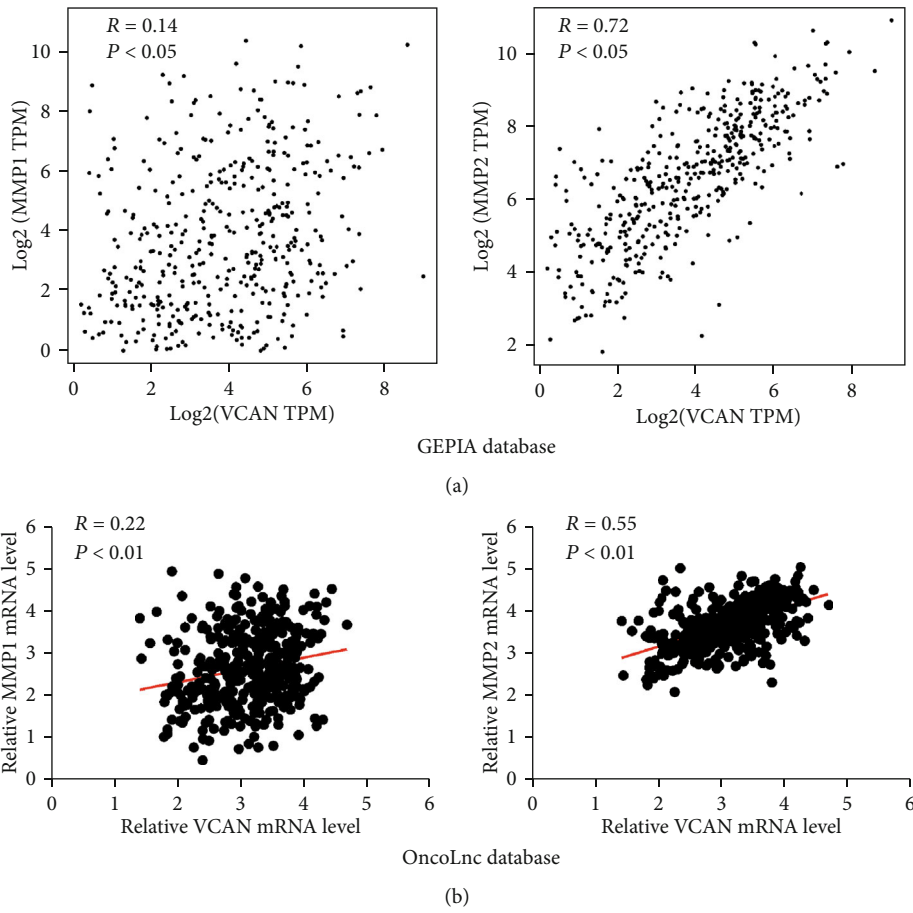 R = 0.14
P < 0.05
Log2 (MMP1 TPM)
10
8
6
4
2
0
0 2 4 6 8
Log2(VCAN TPM)
R = 0.72
P < 0.05
Log2 (MMP2 TPM)
10
8
6
4
2
0 2 4 6 8
Log2(VCAN TPM)
GEPIA database
(a)
R = 0.22
P < 0.01
Relative MMP1 mRNA level
6
5
4
3
2
1
0
0 1 2 3 4 5 6
Relative VCAN mRNA level
R = 0.55
P < 0.01
Relative MMP2 mRNA level
6
5
4
3
2
1
0
0 1 2 3 4 5 6
Relative VCAN mRNA level
OncoLnc database
(b)